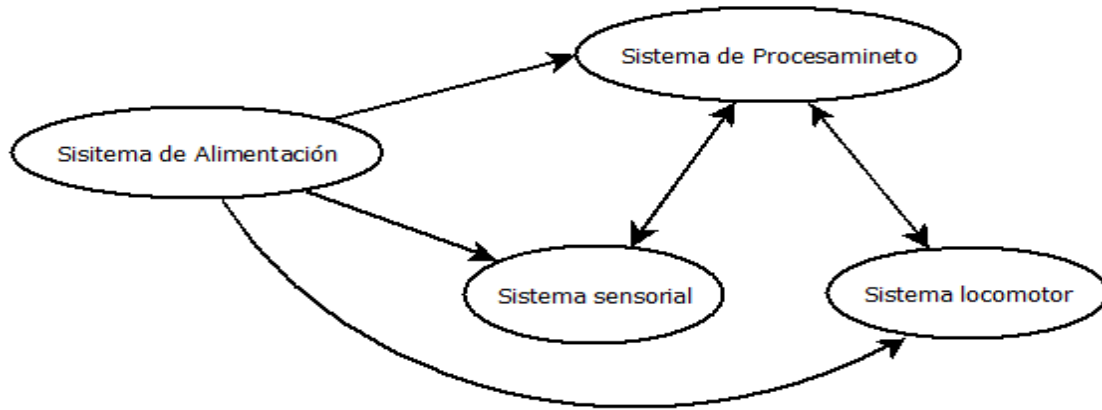 Sistema de Procesamineto
Sisitema de Alimentación
Sistema sensorial
Sistema locomotor